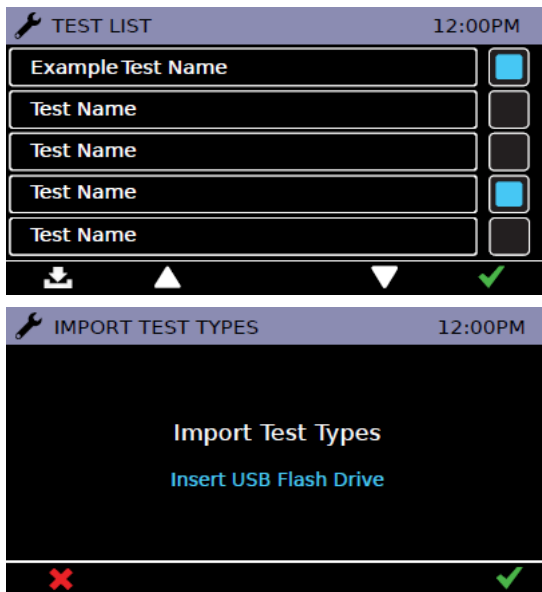 TEST LIST 12:00PM
Example Test Name
Test Name
Test Name
Test Name
Test Name
IMPORT TEST TYPES 12:00PM
Import Test Types
Insert USB Flash Drive